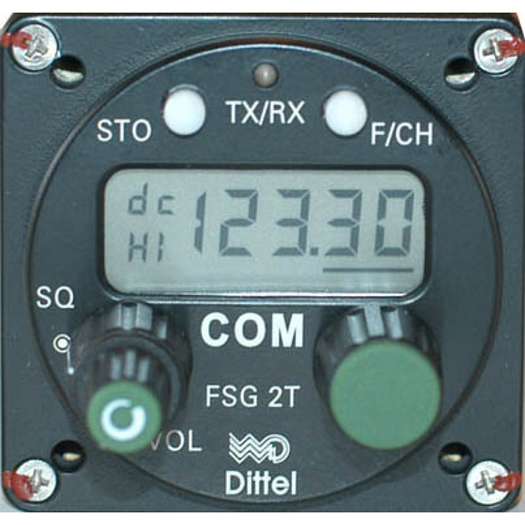 TX/RX
STO F/CH
dc 123.30
HI
SQ
COM
FSG 2T
VOL
Dittel